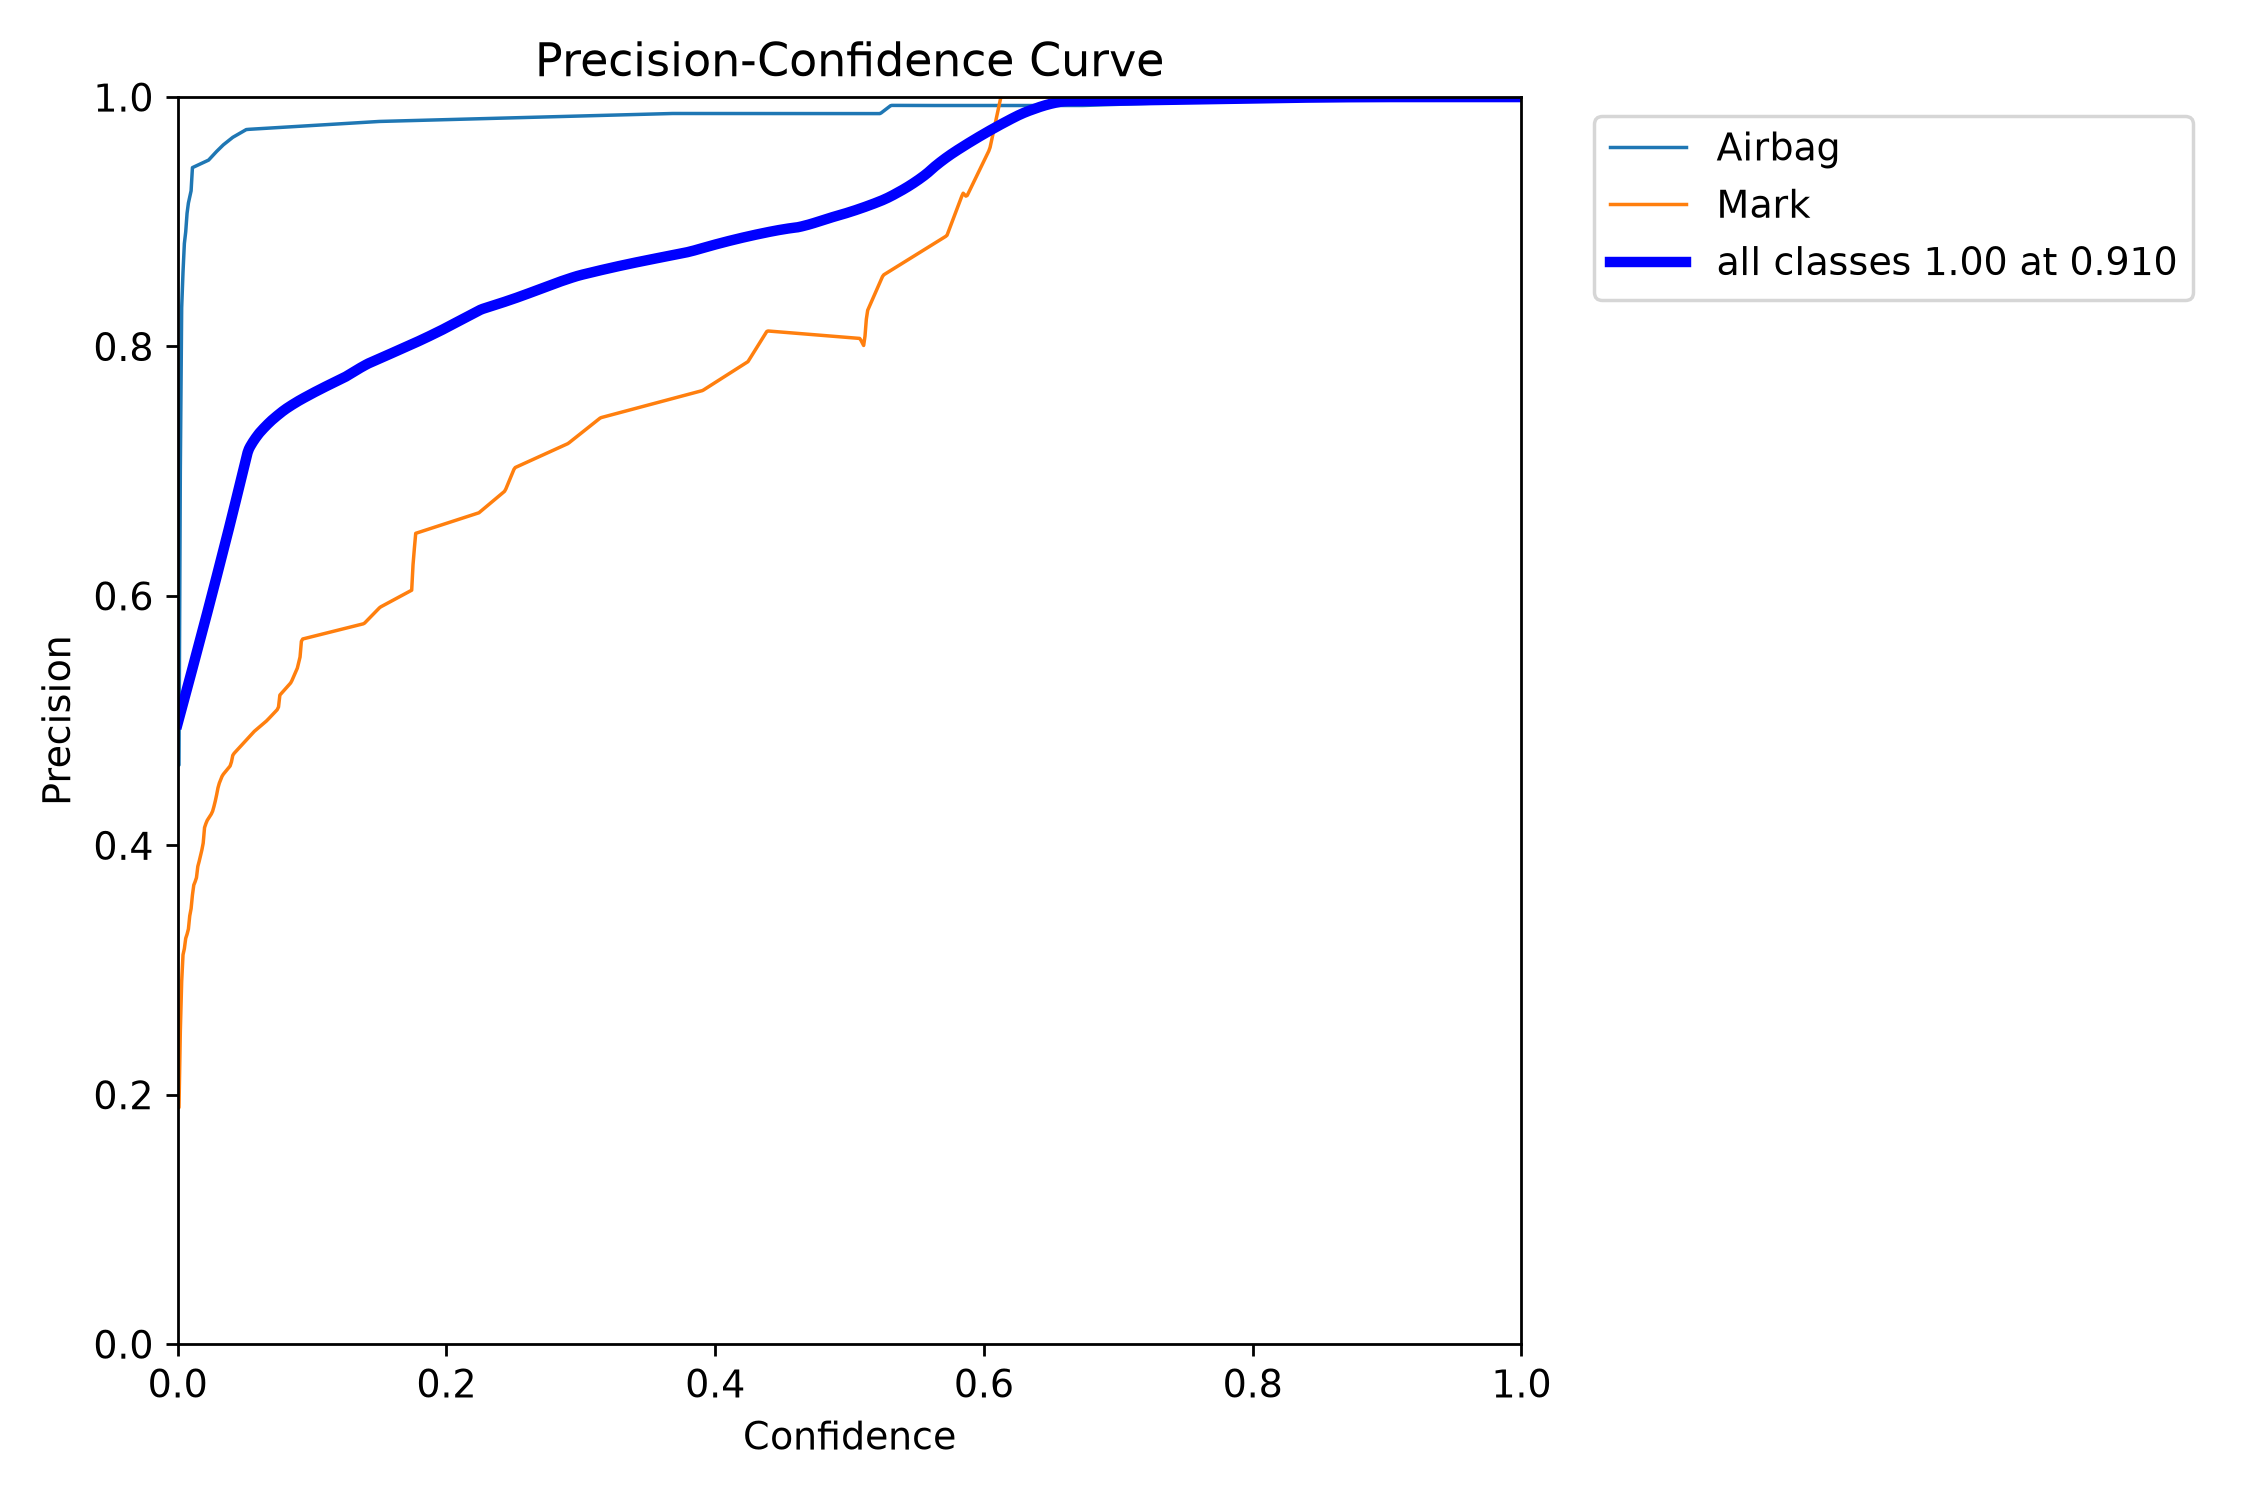 Precision-Confidence Curve
1.0
0.8
0.6
0.4
0.2
0.0
Precision
0.0 0.2 0.4 0.6 0.8 1.0
Confidence
Airbag
Mark
all classes 1.00 at 0.910